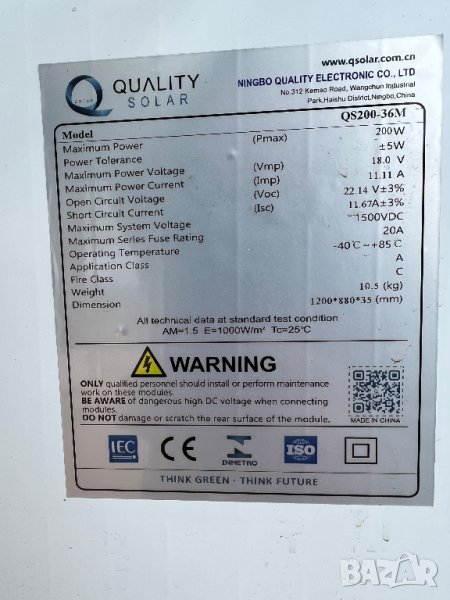 www.qsolar.com.cn
QUALITY
SOLAR
SOLAR
NINGBO QUALITY ELECTRONIC CO., LTD
No.312 Kemao Road, Wangchun Industrial
Park,Haishu District,Ningbo,China
Model QS200-36M
Maximum Power (Pmax) 200W
Power Tolerance ±5W
Maximum Power Voltage (Vmp) 18.0 V
Maximum Power Current (Imp) 11.11 A
Open Circuit Voltage (Voc) 22.14 V±3%
Short Circuit Current (Isc) 11.67A±3%
Maximum System Voltage 1500VDC
Maximum Series Fuse Rating 20A
Operating Temperature -40℃~+85℃
Application Class A
Fire Class C
Weight 10.5 (kg)
Dimension 1200*880*35 (mm)
All technical data at standard test condition
AM=1.5 E=1000W/m² Tc=25℃
WARNING
ONLY qualified personnel should install or perform maintenance
work on these modules.
BE AWARE of dangerous high DC voltage when connecting
modules.
DO NOT damage or scratch the rear surface of the module.
MADE IN CHINA
IEC CE INMETRO ISO
THINK GREEN · THINK FUTURE
BAZAR